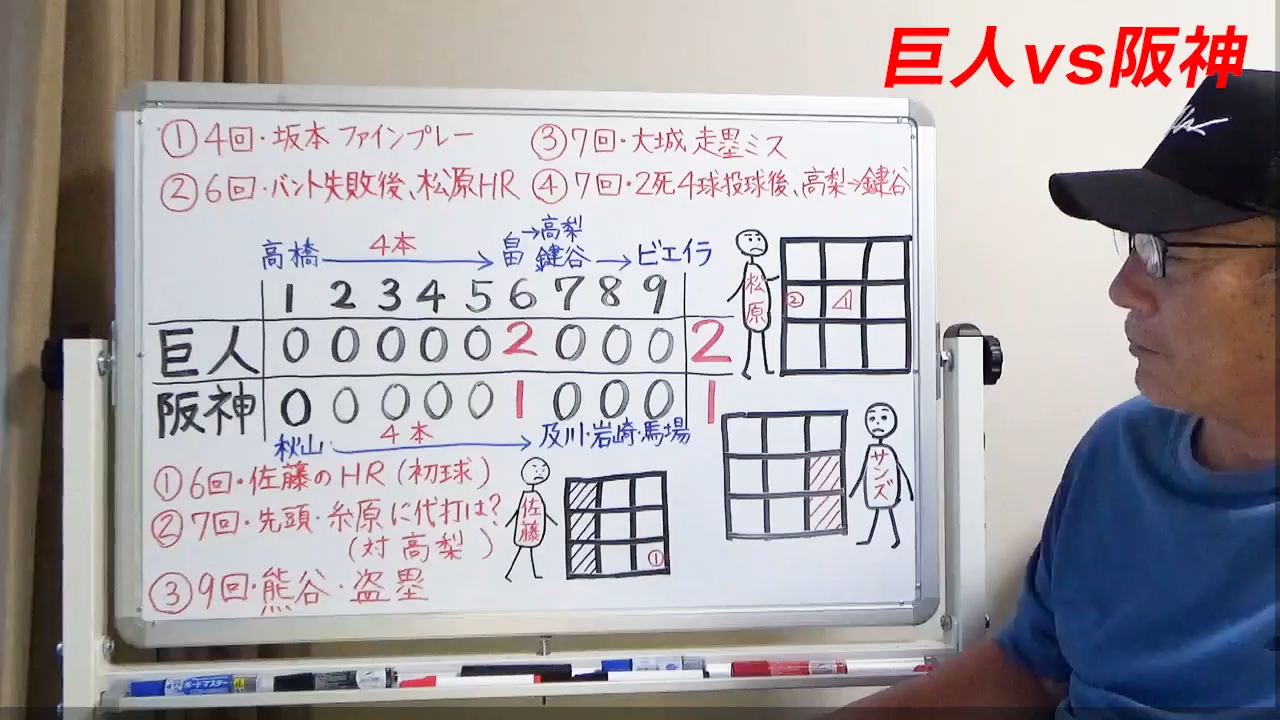 巨人vs阪神
①4回・坂本 ファインプレー
②6回・バント失敗後、松原HR
③7回・大城 走塁ミス
④7回・2死4球投球後、高梨→鍵谷
高橋 4本 → 畠 →高梨 鍵谷 → ビエイラ
1 2 3 4 5 6 7 8 9
巨人 0 0 0 0 0 2 0 0 0 2
阪神 0 0 0 0 0 1 0 0 0 1
秋山 4本 → 及川・岩崎・馬場
①6回・佐藤のHR(初球)
②7回・先頭・糸原に代打は?
(対 高梨 )
③9回・熊谷・盗塁
松原
② 1
佐藤
①
サンズ
ボードマスター